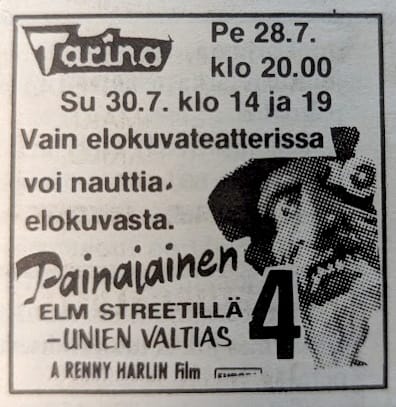 Tarina
Pe 28.7.
klo 20.00
Su 30.7. klo 14 ja 19
Vain elokuvateatterissa
voi nauttia
elokuvasta.
Painajainen
ELM STREETILLÄ 4
-UNIEN VALTIAS
A RENNY HARLIN Film